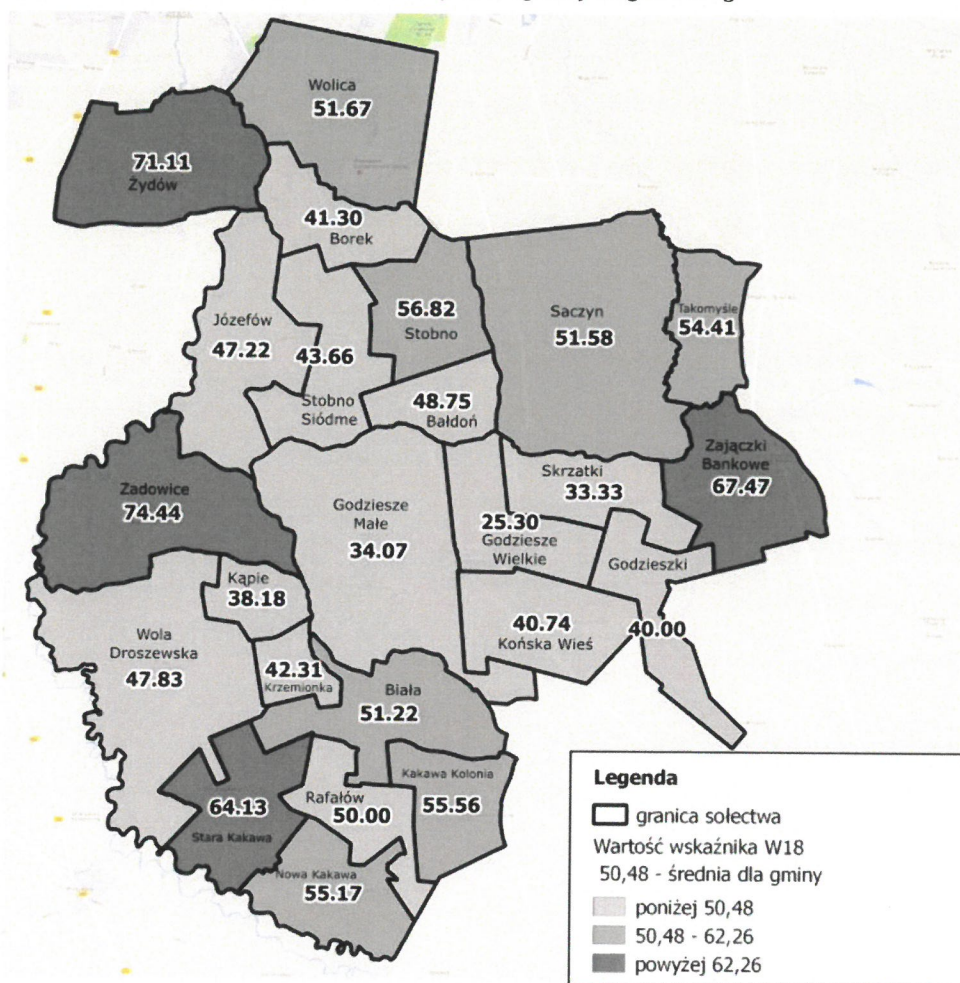 Wolica
51.67
71.11
Żydów
41.30
Borek
56.82
Stobno
Saczyn
51.58
Takomyśle
54.41
Józefów
47.22
43.66
Stobno
Siódme
48.75
Bałdoń
Zajączki
Bankowe
67.47
Skrzatki
33.33
Zadowice
74.44
Godziesze
Małe
34.07
25.30
Godziesze
Wielkie
Godzieszki
Kąpie
38.18
40.74
Końska Wieś
40.00
Wola
Droszewska
47.83
42.31
Krzemionka
Biała
51.22
Kakawa Kolonia
55.56
Rafałów
50.00
64.13
Stara Kakawa
Nowa Kakawa
55.17
Legenda
granica sołectwa
Wartość wskaźnika W18
50,48 - średnia dla gminy
poniżej 50,48
50,48 - 62,26
powyżej 62,26